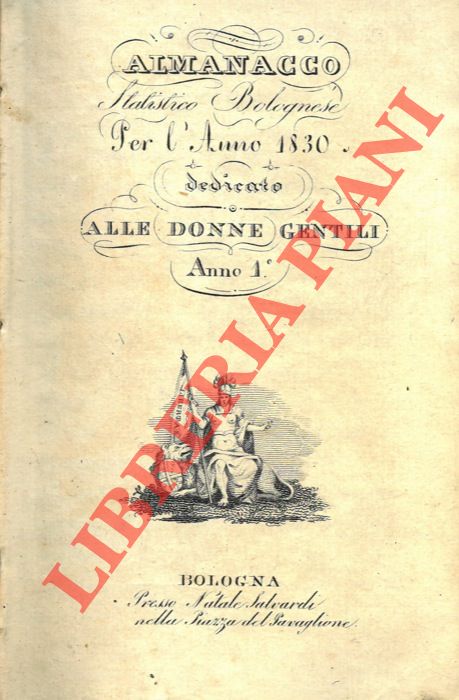 ALMANACCO
Statistico Bolognese
Per l'Anno 1830.
dedicato
ALLE DONNE GENTILI
Anno 1.º
LIBRERIA PIANI
BOLOGNA
Presso Natale Salvardi
nella Piazza del Pavaglione.